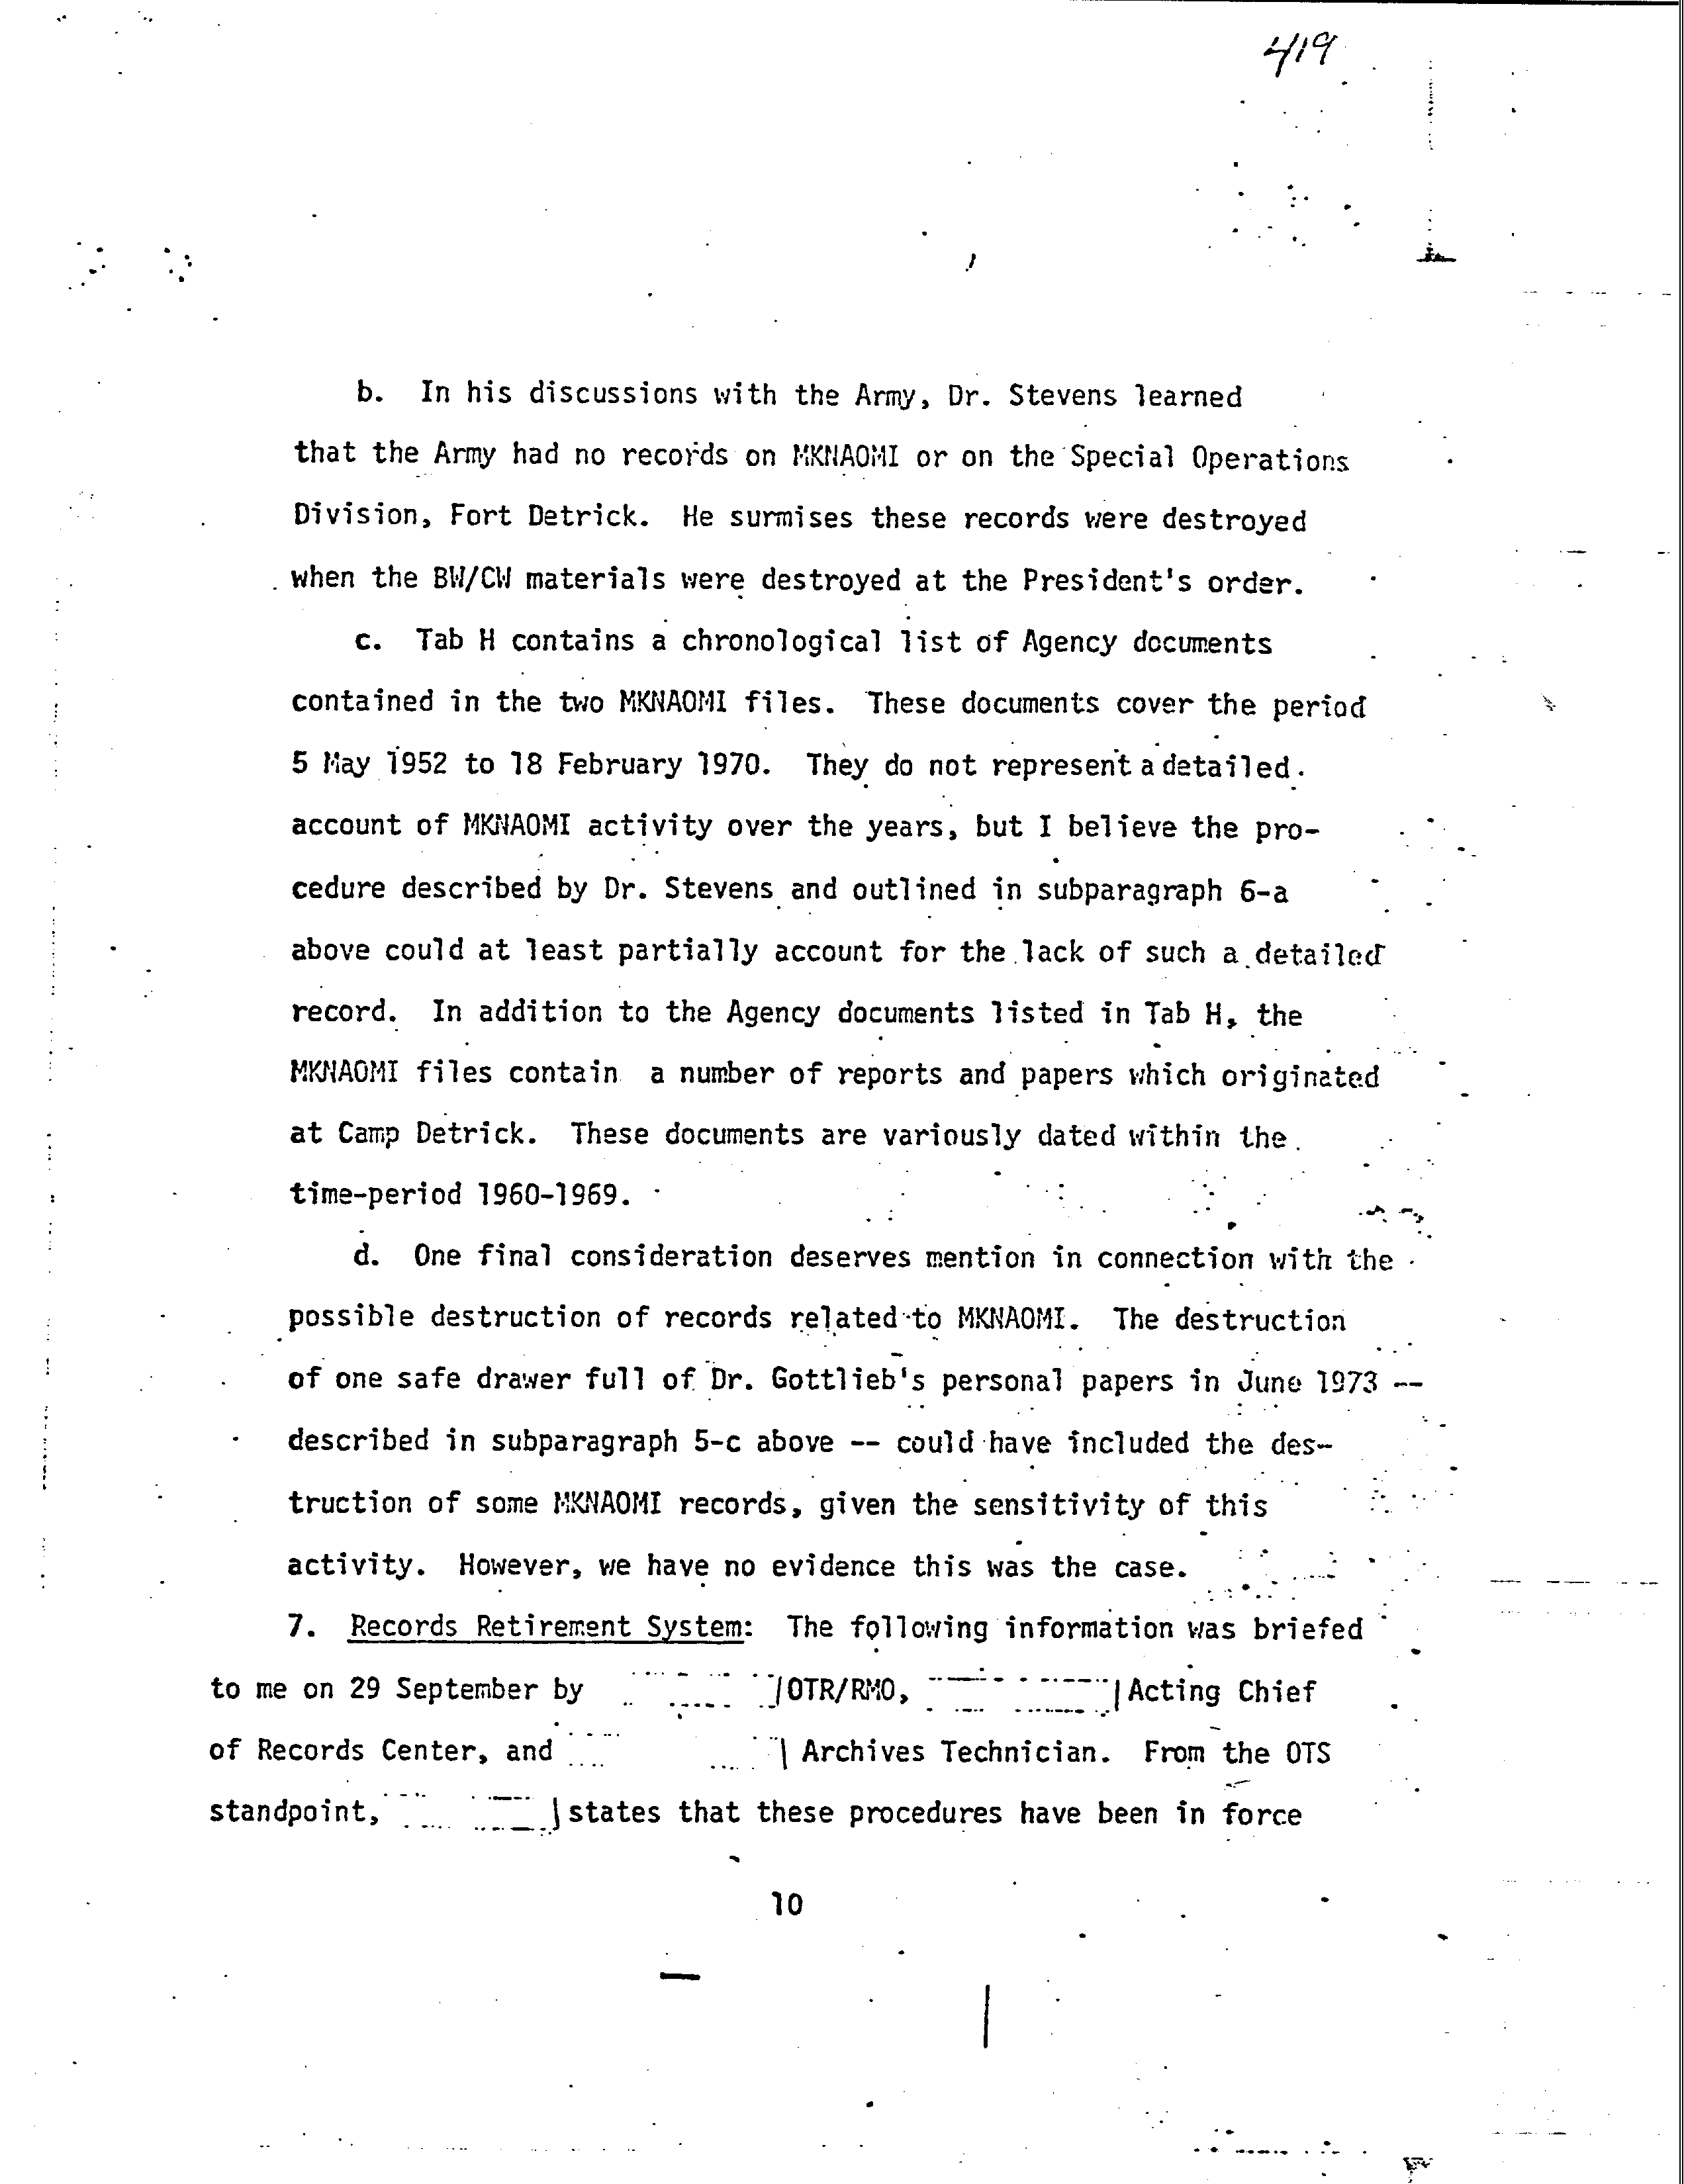 419
b. In his discussions with the Army, Dr. Stevens learned
that the Army had no records on MKNAOMI or on the Special Operations
Division, Fort Detrick. He surmises these records were destroyed
when the BW/CW materials were destroyed at the President's order.
c. Tab H contains a chronological list of Agency documents
contained in the two MKNAOMI files. These documents cover the period
5 May 1952 to 18 February 1970. They do not represent a detailed
account of MKNAOMI activity over the years, but I believe the pro-
cedure described by Dr. Stevens and outlined in subparagraph 6-a
above could at least partially account for the lack of such a detailed
record. In addition to the Agency documents listed in Tab H, the
MKNAOMI files contain a number of reports and papers which originated
at Camp Detrick. These documents are variously dated within the
time-period 1960-1969.
d. One final consideration deserves mention in connection with the
possible destruction of records related to MKNAOMI. The destruction
of one safe drawer full of Dr. Gottlieb's personal papers in June 1973 --
described in subparagraph 5-c above -- could have included the des-
truction of some MKNAOMI records, given the sensitivity of this
activity. However, we have no evidence this was the case.
7. Records Retirement System: The following information was briefed
to me on 29 September by OTR/RMO, Acting Chief
of Records Center, and Archives Technician. From the OTS
standpoint, states that these procedures have been in force
10